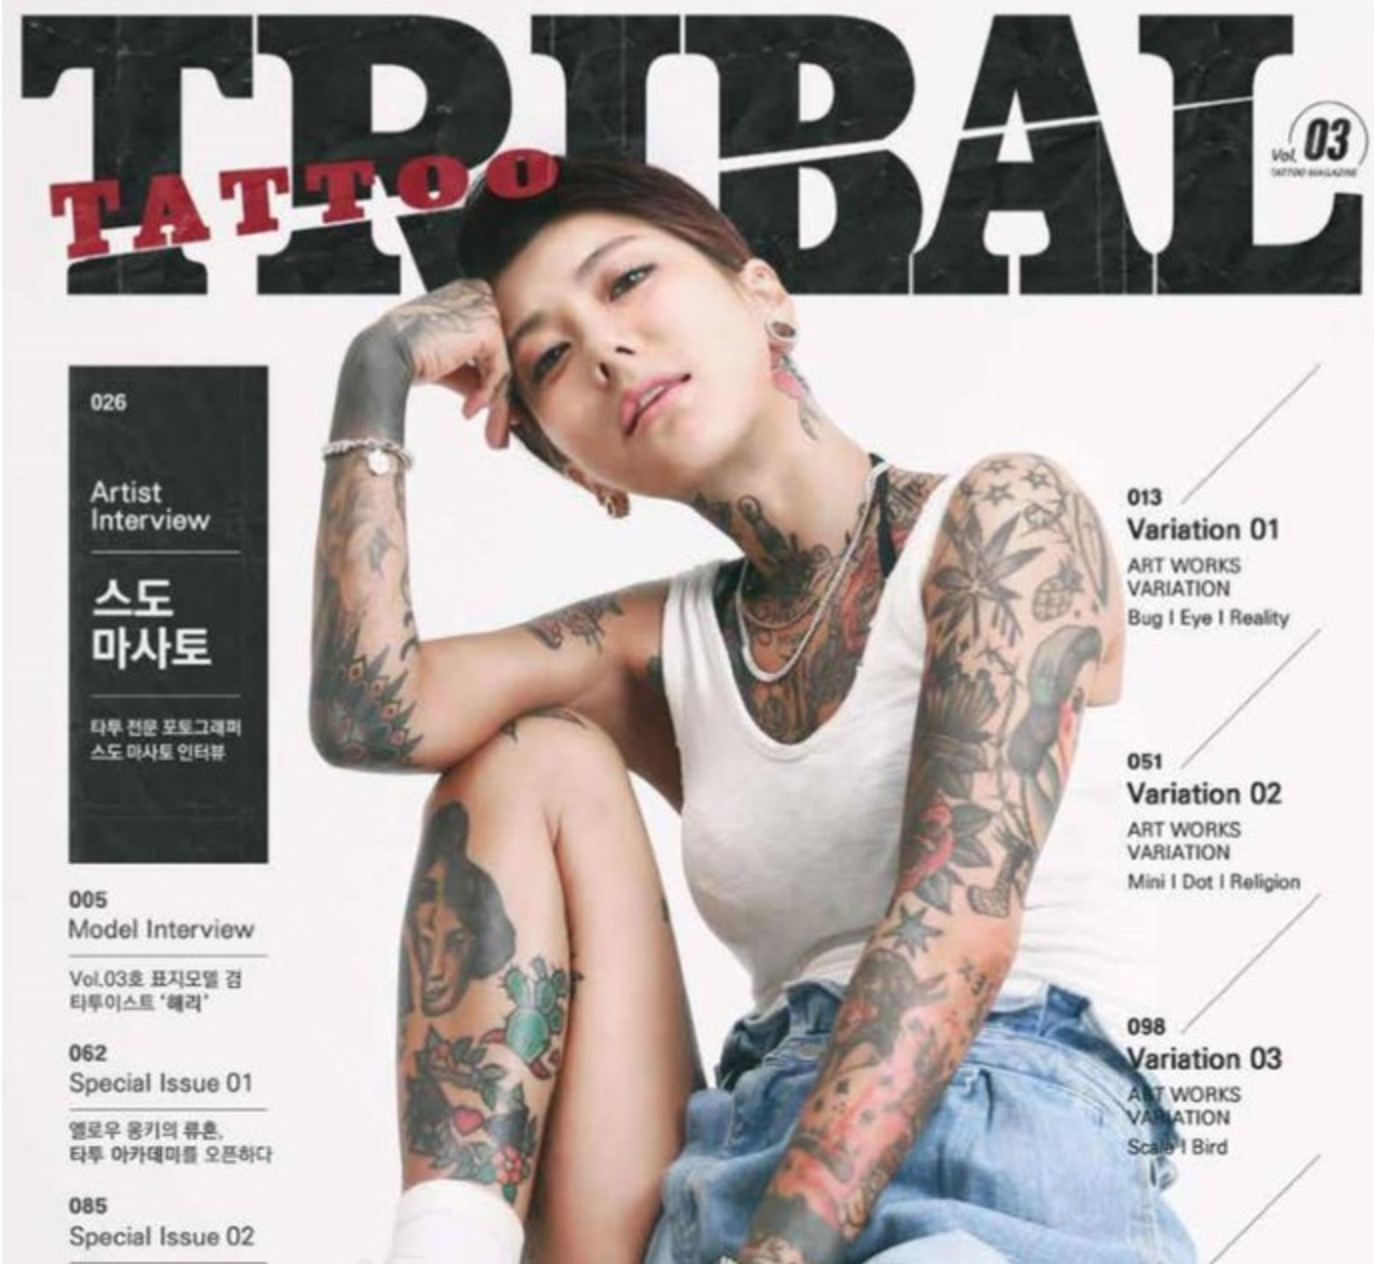 TRIBAL
TATTOO
Vol. 03
TATTOO MAGAZINE
026
Artist
Interview
스도
마사토
타투 전문 포토그래퍼
스도 마사토 인터뷰
005
Model Interview
Vol.03호 표지모델 겸
타투이스트 '해리'
062
Special Issue 01
옐로우 몽키의 류혼,
타투 아카데미를 오픈하다
085
Special Issue 02
013
Variation 01
ART WORKS
VARIATION
Bug I Eye I Reality
051
Variation 02
ART WORKS
VARIATION
Mini I Dot I Religion
098
Variation 03
ART WORKS
VARIATION
Scale I Bird